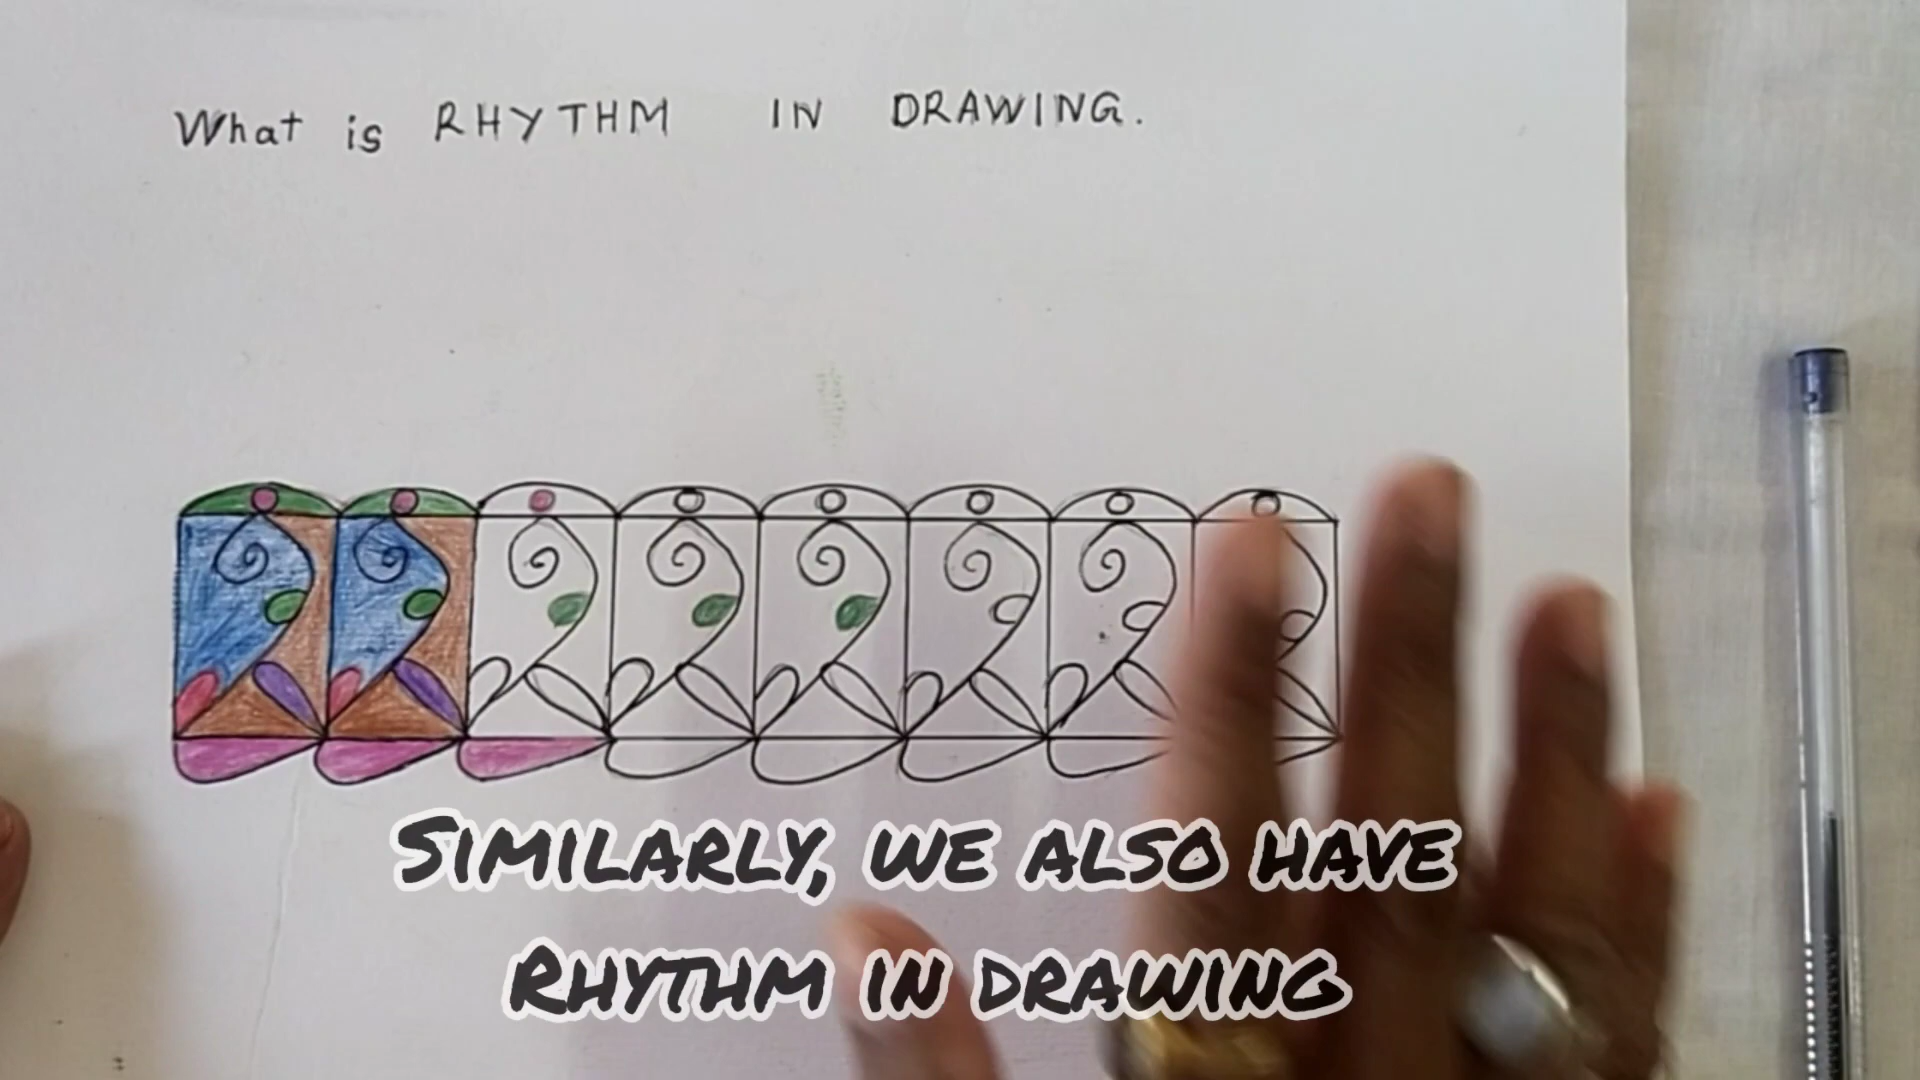 What is RHYTHM IN DRAWING.
SIMILARLY, WE ALSO HAVE
RHYTHM IN DRAWING